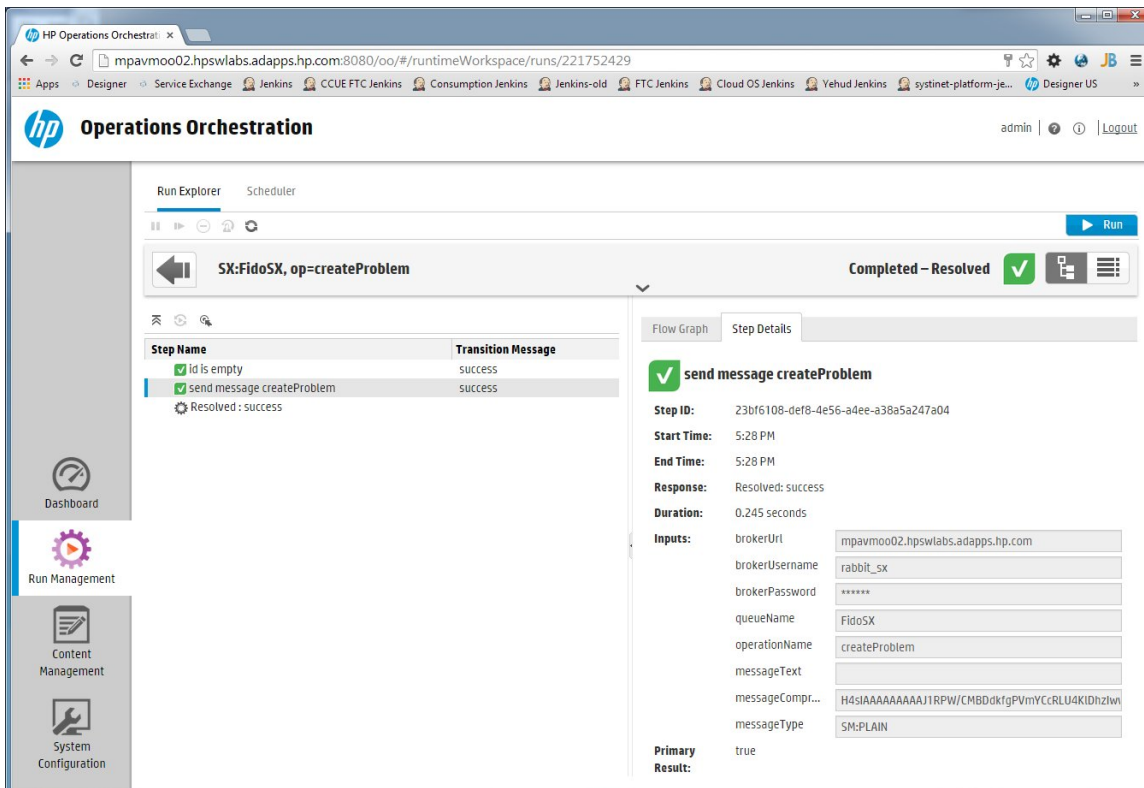 HP Operations Orchestrati
mpavmoo02.hpswlabs.adapps.hp.com:8080/oo/#/runtimeWorkspace/runs/221752429
JB
Apps Designer Service Exchange Jenkins CCUE FTC Jenkins Consumption Jenkins Jenkins-old FTC Jenkins Cloud OS Jenkins Yehud Jenkins systinet-platform-je... Designer US »
hp Operations Orchestration admin | Logout
Run Explorer Scheduler
Run
SX:FidoSX, op=createProblem Completed – Resolved
Flow Graph Step Details
Step Name Transition Message
id is empty success
send message createProblem success
Resolved : success
send message createProblem
Step ID: 23bf6108-def8-4e56-a4ee-a38a5a247a04
Start Time: 5:28 PM
End Time: 5:28 PM
Response: Resolved: success
Duration: 0.245 seconds
Inputs: brokerUrl mpavmoo02.hpswlabs.adapps.hp.com
brokerUsername rabbit_sx
brokerPassword ******
queueName FidoSX
operationName createProblem
messageText
messageCompr...
messageType SM:PLAIN
Primary Result: true
Dashboard
Run Management
Content
Management
System
Configuration